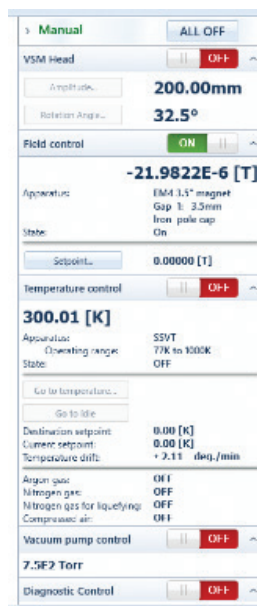 › Manual ALL OFF
VSM Head OFF
Amplitude... 200.00mm
Rotation Angle... 32.5°
Field control ON
-21.9822E-6 [T]
Apparatus: EM4 3.5" magnet
Gap 1: 3.5mm
Iron pole cap
State: On
Setpoint... 0.00000 [T]
Temperature control OFF
300.01 [K]
Apparatus: SSVT
Operating range: 77K to 1000K
State: OFF
Go to temperature...
Go to Idle
Destination setpoint: 0.00 [K]
Current setpoint: 0.00 [K]
Temperature drift: + 2.11 deg./min
Argon gas: OFF
Nitrogen gas: OFF
Nitrogen gas for liquefying: OFF
Compressed air: OFF
Vacuum pump control OFF
7.5E2 Torr
Diagnostic Control OFF